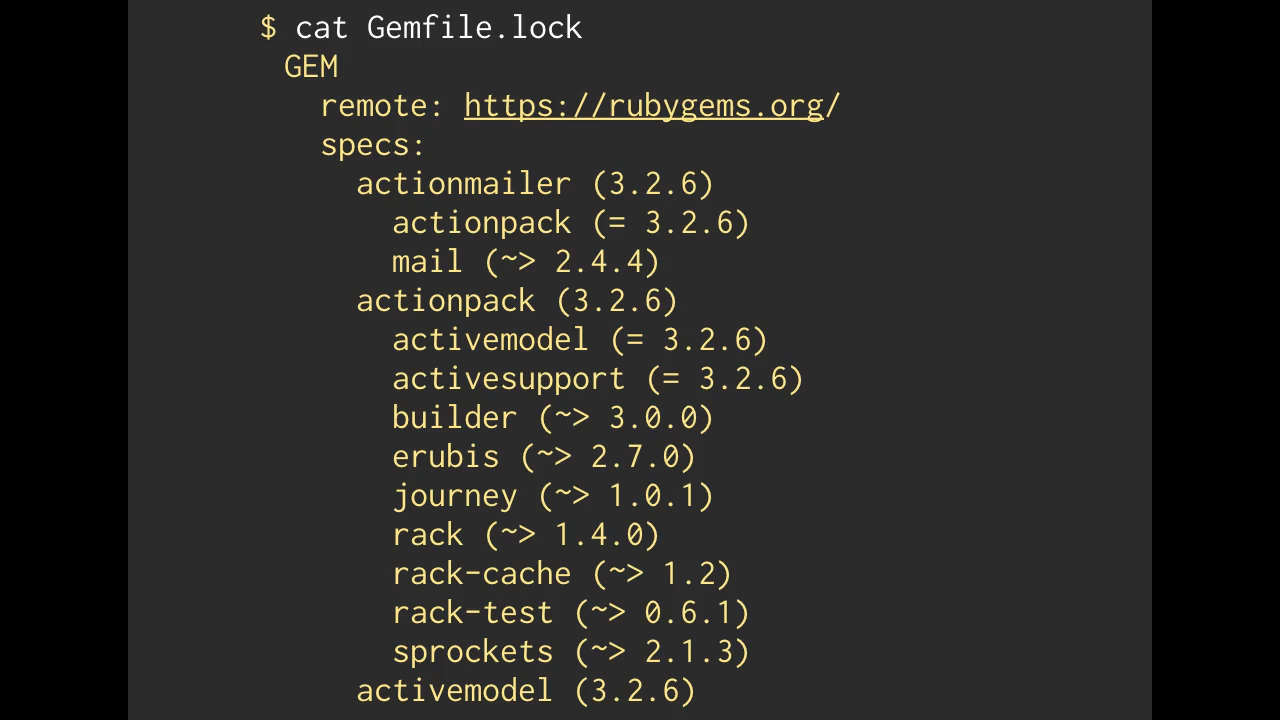 $ cat Gemfile.lock
GEM
remote: https://rubygems.org/
specs:
actionmailer (3.2.6)
actionpack (= 3.2.6)
mail (~> 2.4.4)
actionpack (3.2.6)
activemodel (= 3.2.6)
activesupport (= 3.2.6)
builder (~> 3.0.0)
erubis (~> 2.7.0)
journey (~> 1.0.1)
rack (~> 1.4.0)
rack-cache (~> 1.2)
rack-test (~> 0.6.1)
sprockets (~> 2.1.3)
activemodel (3.2.6)